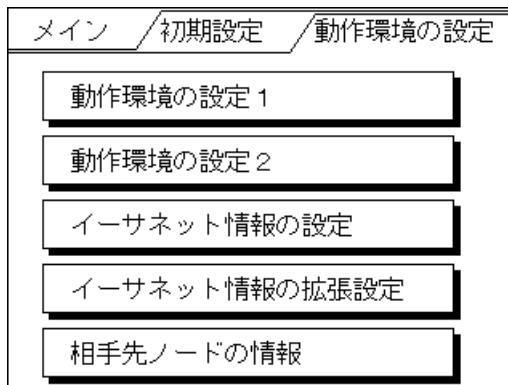 メイン／初期設定／動作環境の設定
動作環境の設定１
動作環境の設定２
イーサネット情報の設定
イーサネット情報の拡張設定
相手先ノードの情報